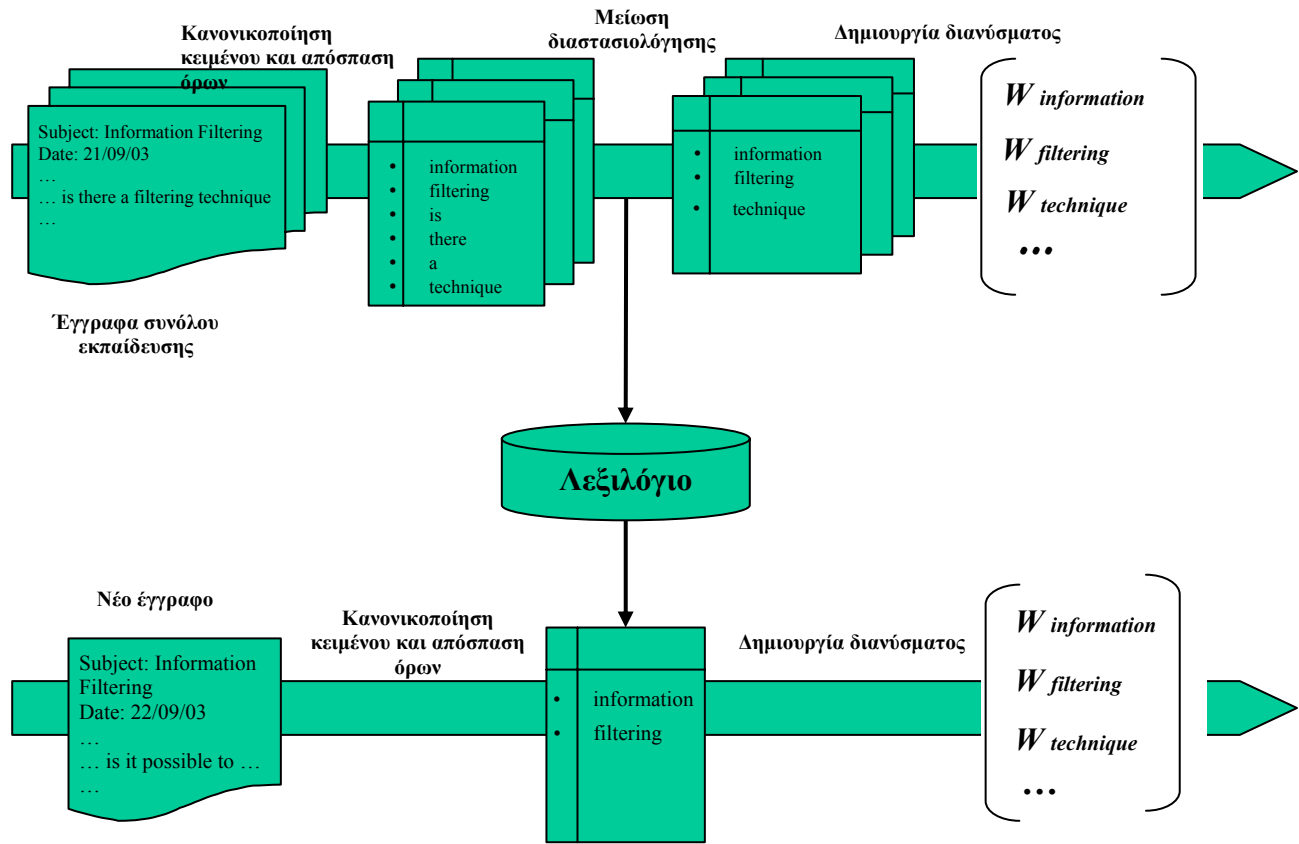 Κανονικοποίηση
κειμένου και απόσπαση
όρων
Μείωση
διαστασιολόγησης
Δημιουργία διανύσματος
Subject: Information Filtering
Date: 21/09/03
…
… is there a filtering technique
…
• information
• filtering
• is
• there
• a
• technique
• information
• filtering
• technique
W information
W filtering
W technique
...
Έγγραφα συνόλου
εκπαίδευσης
Λεξιλόγιο
Νέο έγγραφο
Κανονικοποίηση
κειμένου και απόσπαση
όρων
Δημιουργία διανύσματος
Subject: Information
Filtering
Date: 22/09/03
…
… is it possible to …
…
• information
• filtering
W information
W filtering
W technique
...